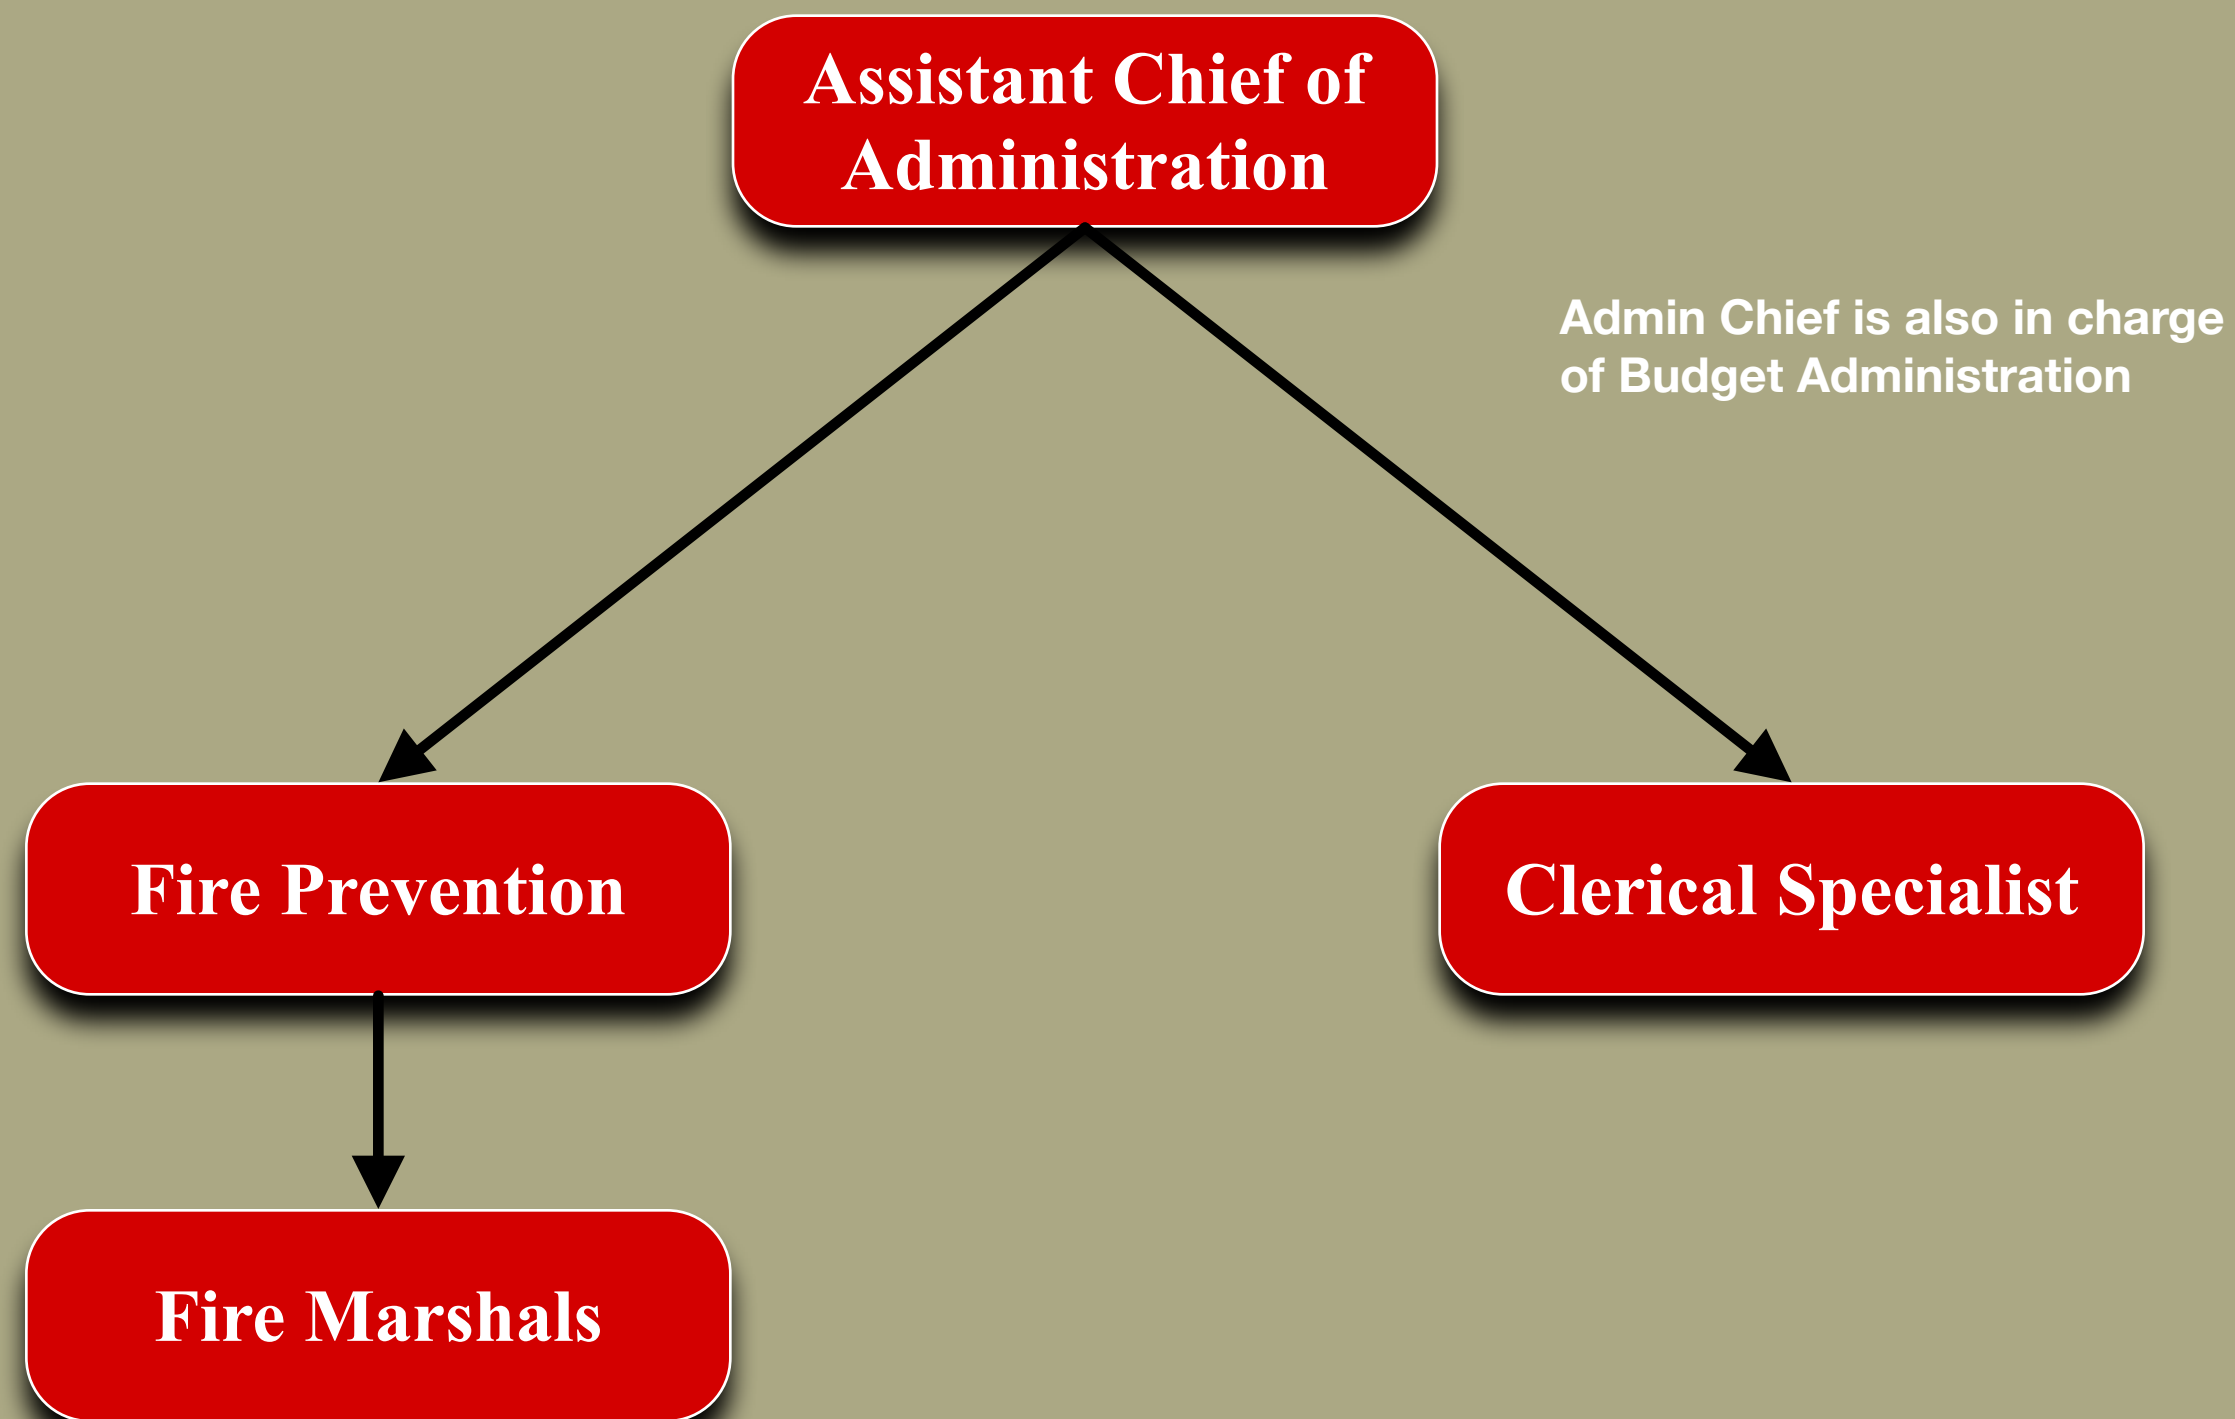 Assistant Chief of
Administration
Admin Chief is also in charge
of Budget Administration
Fire Prevention
Clerical Specialist
Fire Marshals